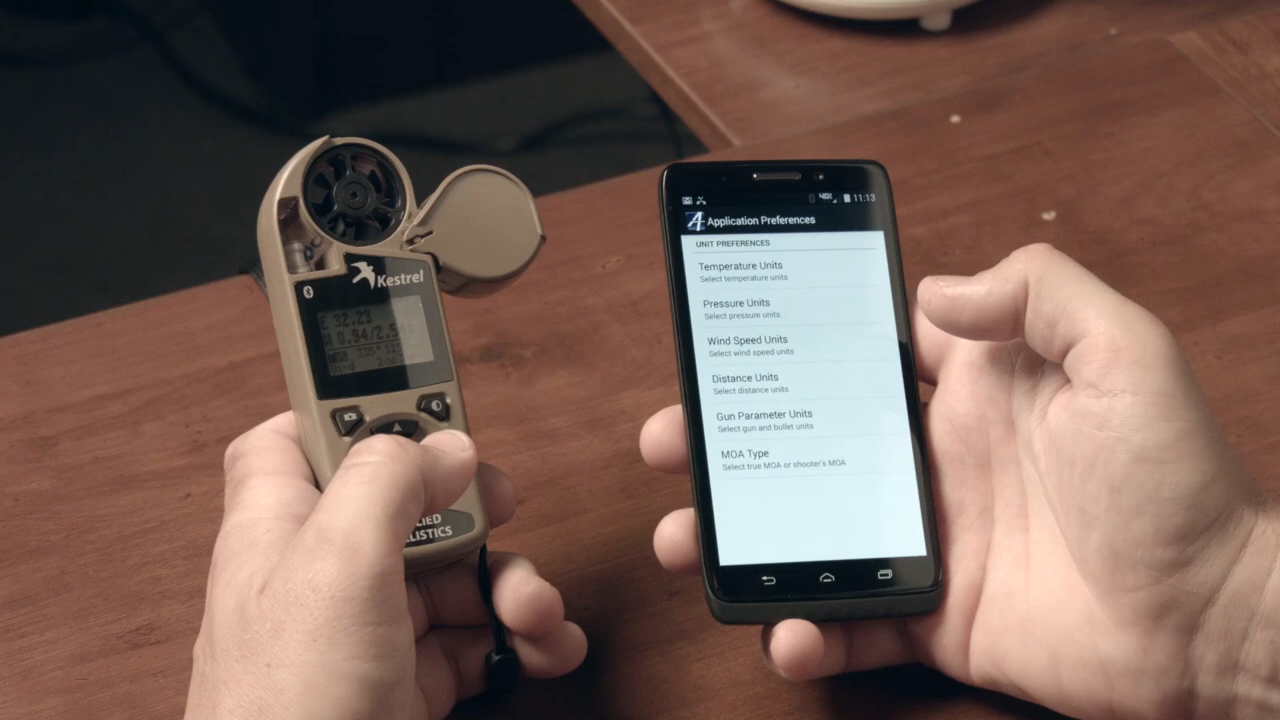 Kestrel
E 32.23
W 0.94/2.5
LIED
LISTICS
11:13
Application Preferences
UNIT PREFERENCES
Temperature Units
Select temperature units
Pressure Units
Select pressure units
Wind Speed Units
Select wind speed units
Distance Units
Select distance units
Gun Parameter Units
Select gun and bullet units
MOA Type
Select true MOA or shooter's MOA